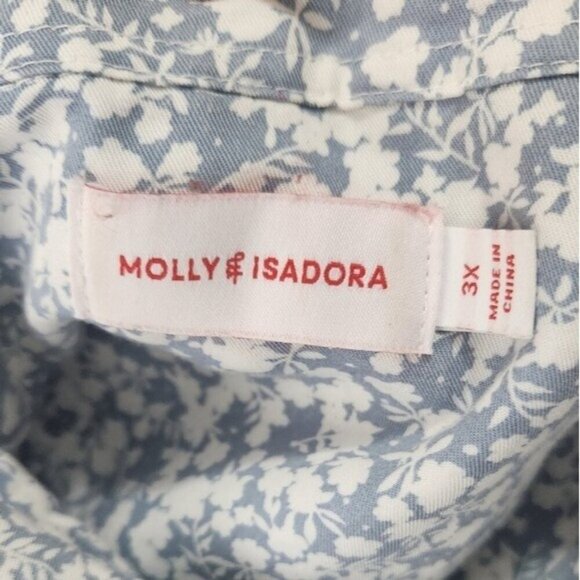 MOLLY & ISADORA
3X
MADE IN
CHINA